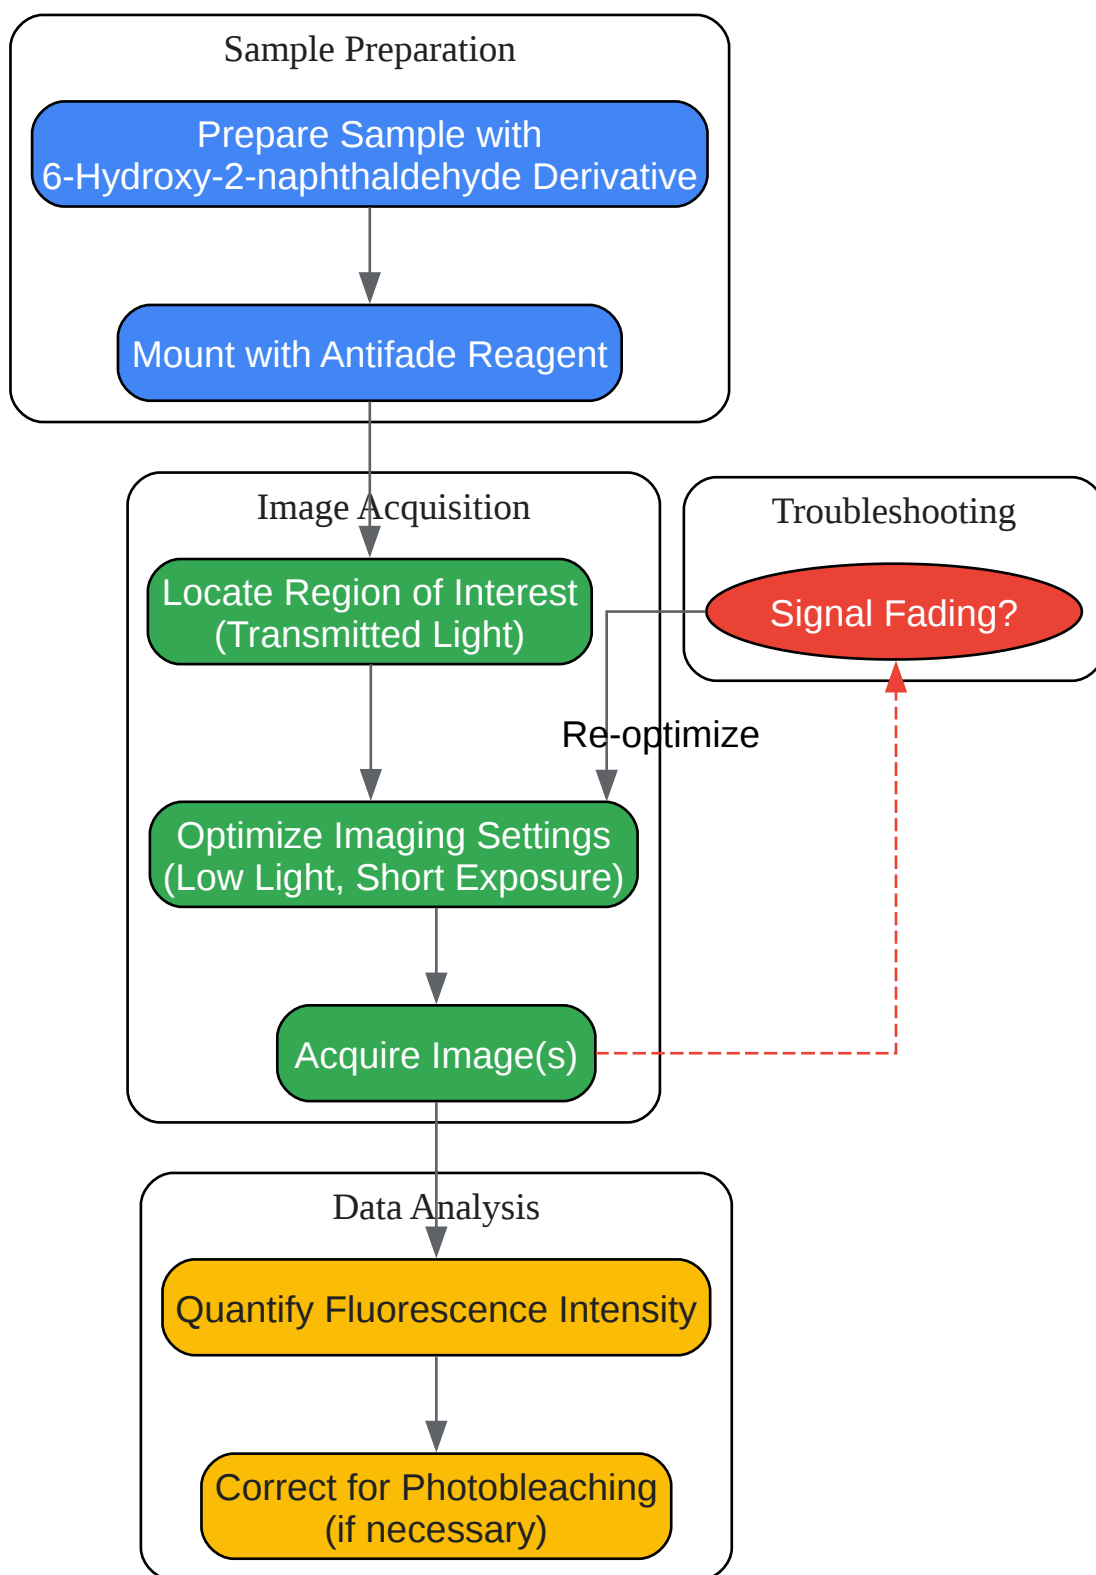 Sample Preparation
Prepare Sample with
6-Hydroxy-2-naphthaldehyde Derivative
Mount with Antifade Reagent
Image Acquisition
Locate Region of Interest
(Transmitted Light)
Troubleshooting
Signal Fading?
Re-optimize
Optimize Imaging Settings
(Low Light, Short Exposure)
Acquire Image(s)
Data Analysis
Quantify Fluorescence Intensity
Correct for Photobleaching
(if necessary)